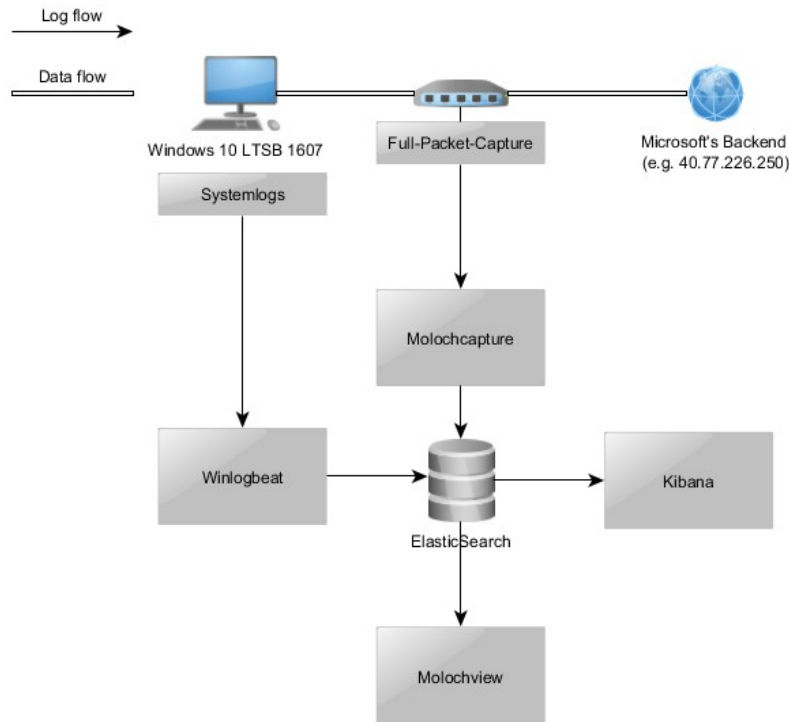 Log flow
Data flow
Windows 10 LTSB 1607
Full-Packet-Capture
Microsoft's Backend
(e.g. 40.77.226.250)
Systemlogs
Molochcapture
Winlogbeat
Kibana
ElasticSearch
Molochview